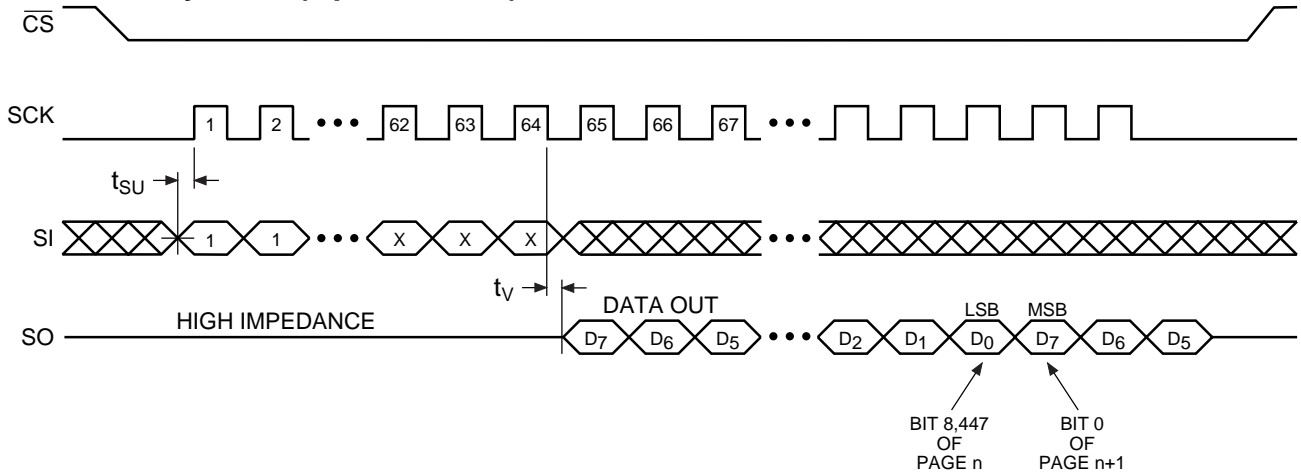 CS
SCK
1 2 ••• 62 63 64 65 66 67 •••
tSU
SI
1 1 ••• X X X •••
tV
DATA OUT
LSB MSB
HIGH IMPEDANCE
SO
D7 D6 D5 ••• D2 D1 D0 D7 D6 D5
BIT 8,447
OF
PAGE n
BIT 0
OF
PAGE n+1